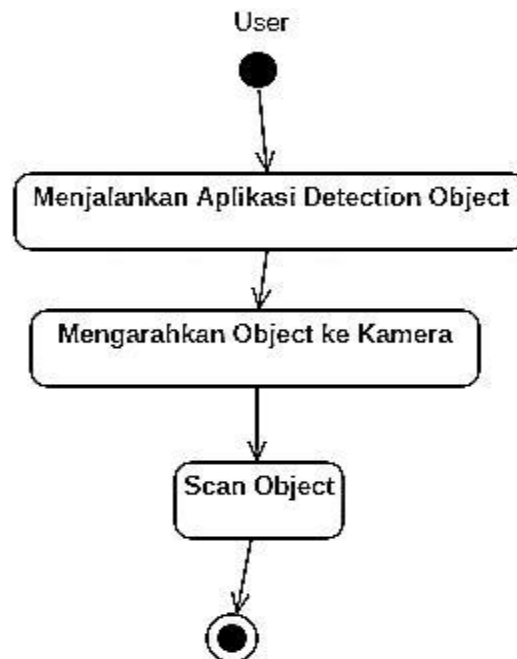 User
Menjalankan Aplikasi Detection Object
Mengarahkan Object ke Kamera
Scan Object